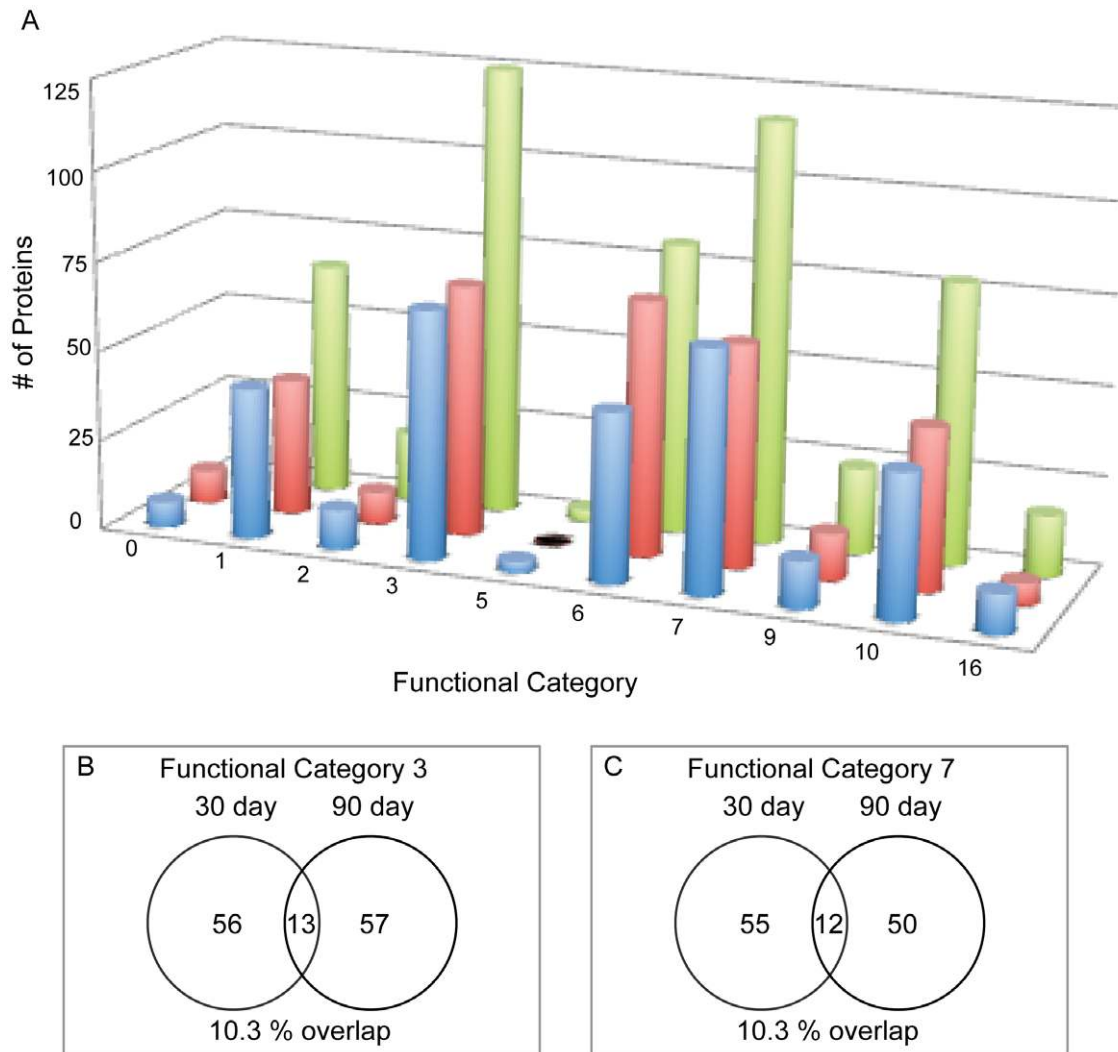 A
125
100
75
50
25
0
# of Proteins
0
1
2
3
5
6
7
9
10
16
Functional Category
B
Functional Category 3
30 day 90 day
56 13 57
10.3 % overlap
C
Functional Category 7
30 day 90 day
55 12 50
10.3 % overlap